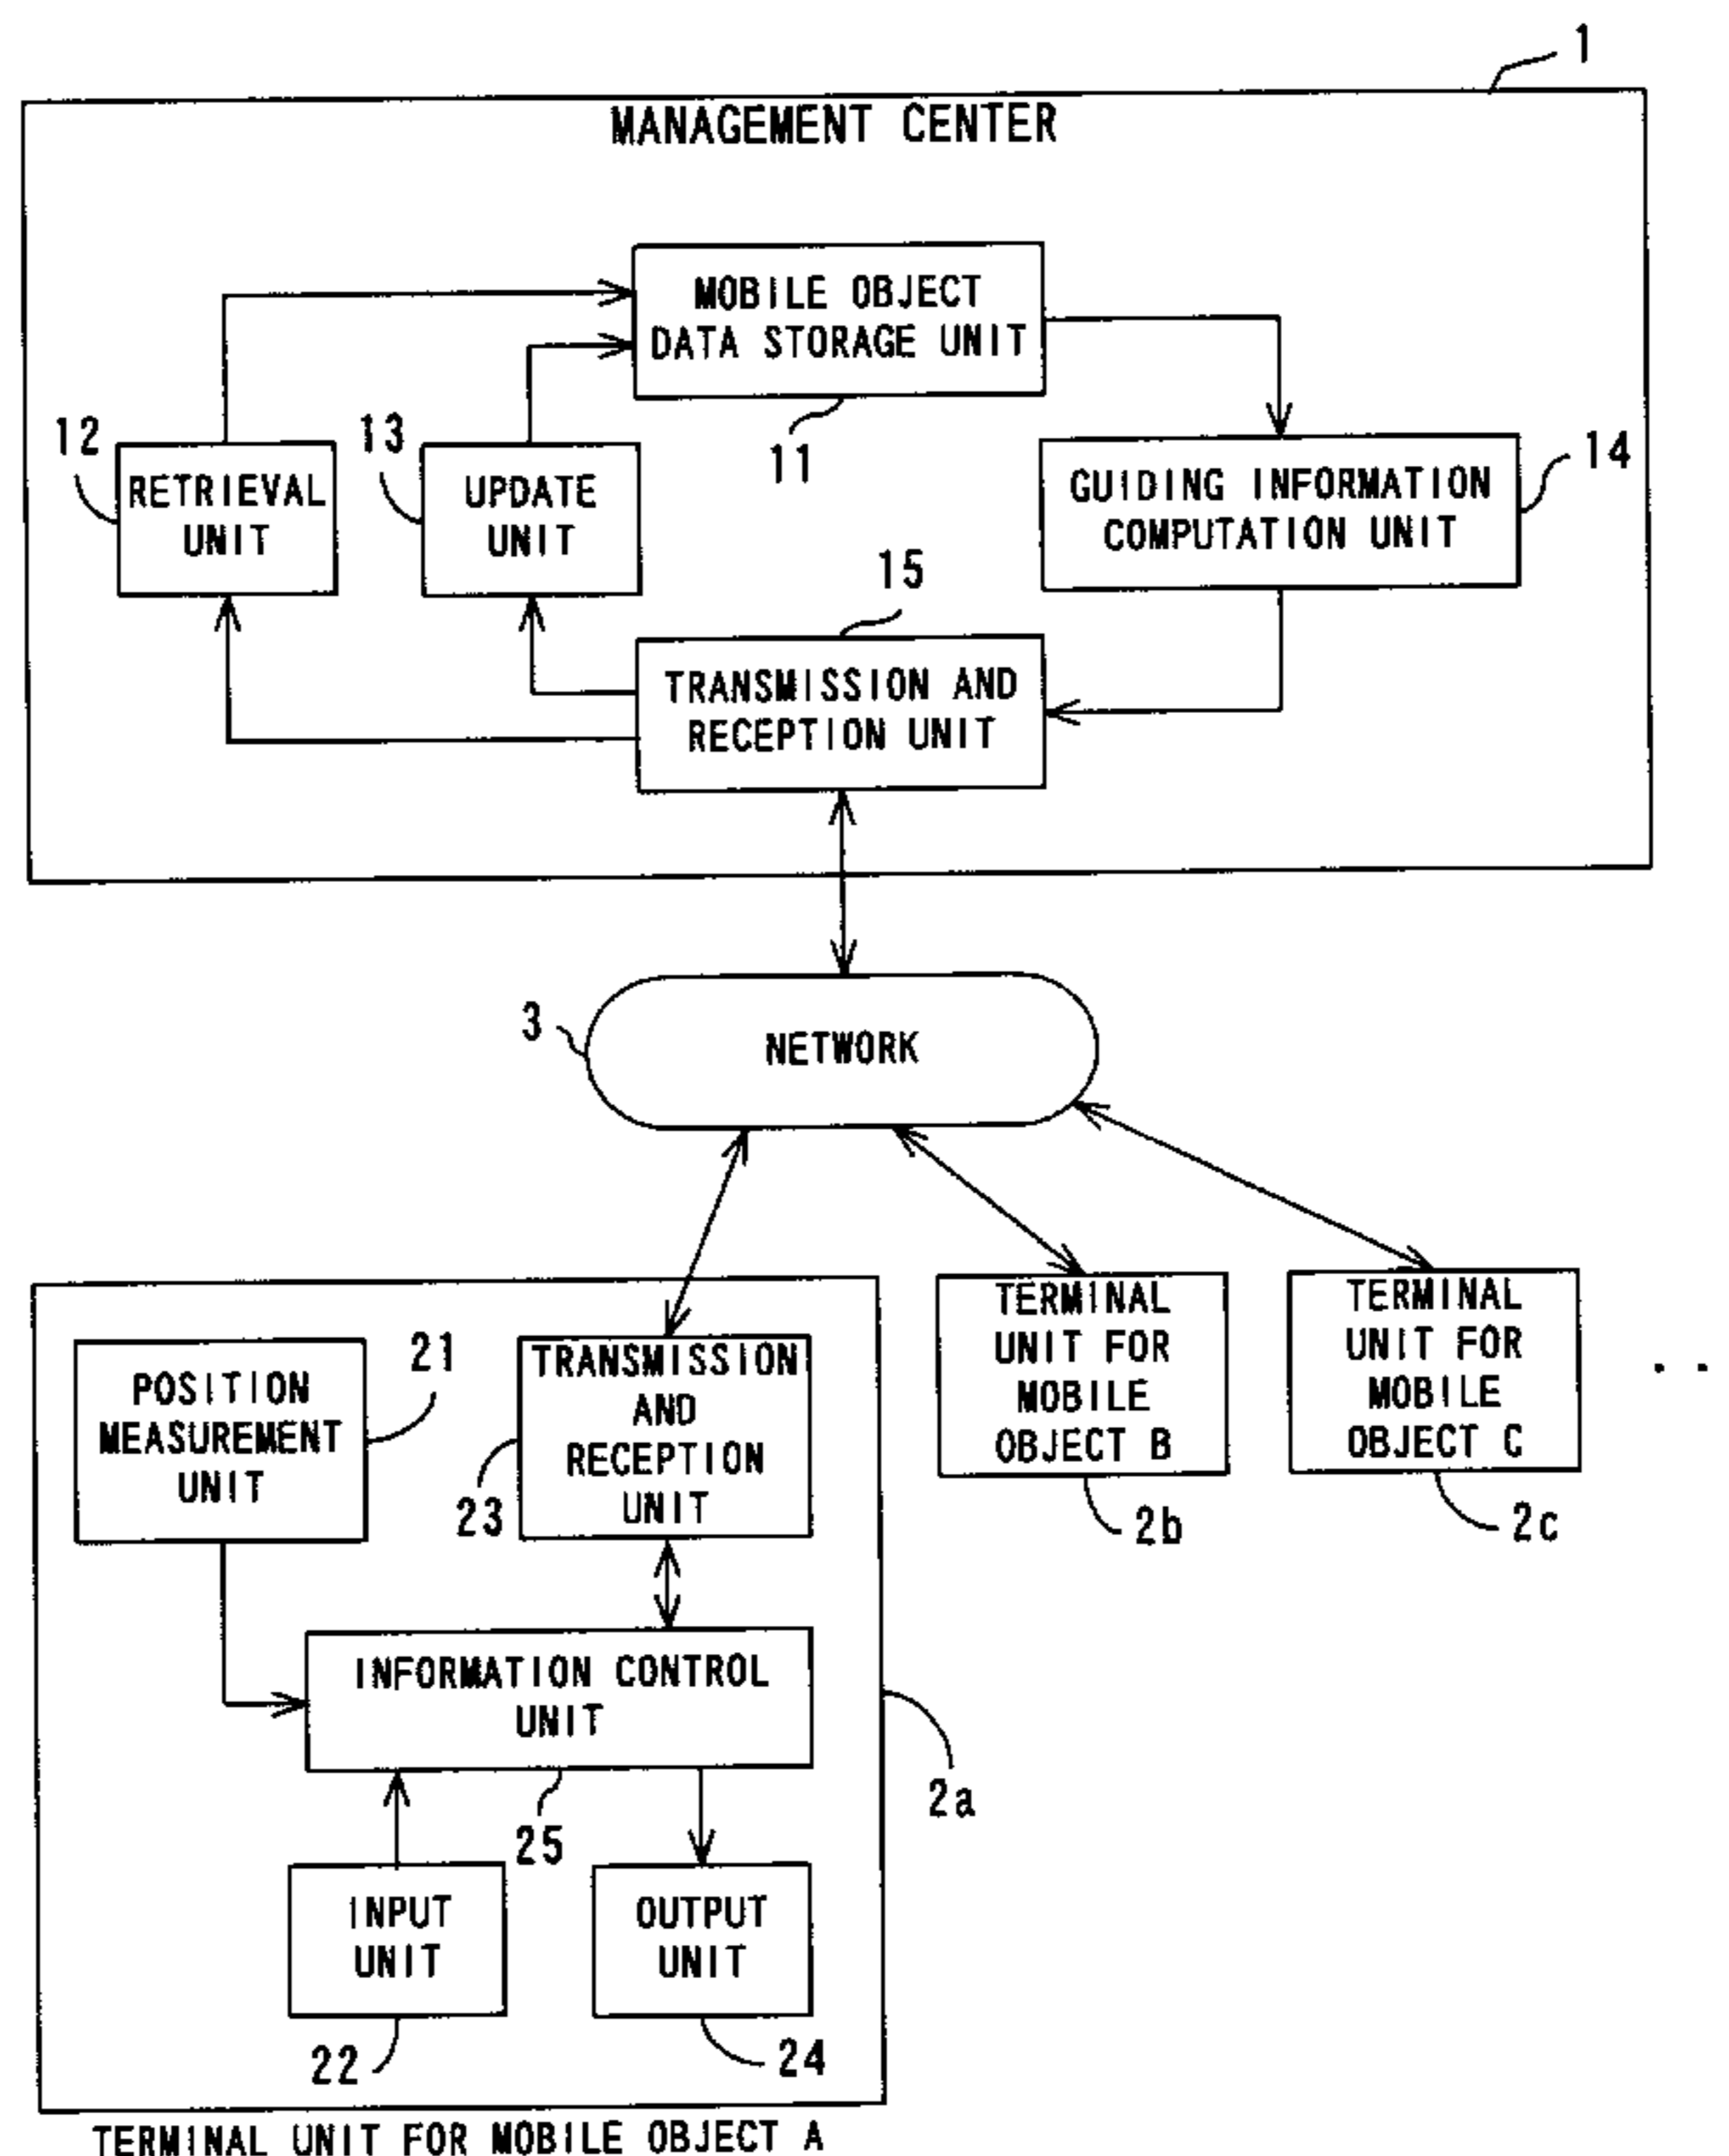 1
MANAGEMENT CENTER
MOBILE OBJECT
DATA STORAGE UNIT
11
12
RETRIEVAL
UNIT
13
UPDATE
UNIT
14
GUIDING INFORMATION
COMPUTATION UNIT
15
TRANSMISSION AND
RECEPTION UNIT
3
NETWORK
21
POSITION
MEASUREMENT
UNIT
TRANSMISSION
AND
RECEPTION
UNIT
23
TERMINAL
UNIT FOR
MOBILE
OBJECT B
2b
TERMINAL
UNIT FOR
MOBILE
OBJECT C
2c
. .
INFORMATION CONTROL
UNIT
25
2a
INPUT
UNIT
22
OUTPUT
UNIT
24
TERMINAL UNIT FOR MOBILE OBJECT A